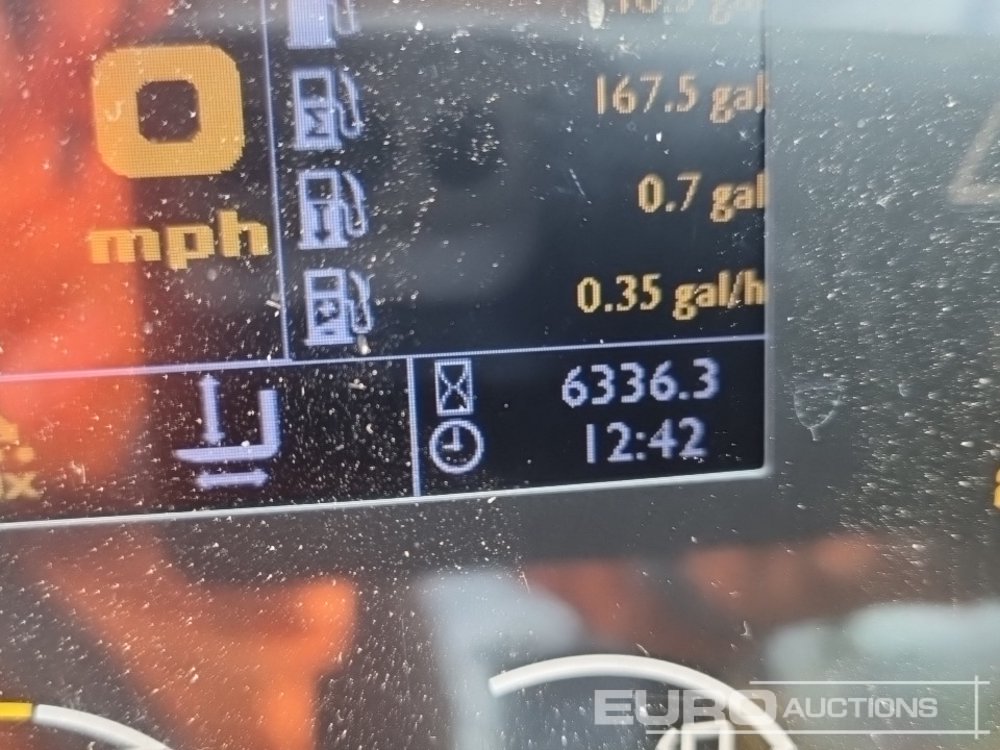 0
mph
167.5 gal
M
0.7 gal
0.35 gal/h
6336.3
12:42
EURO AUCTIONS